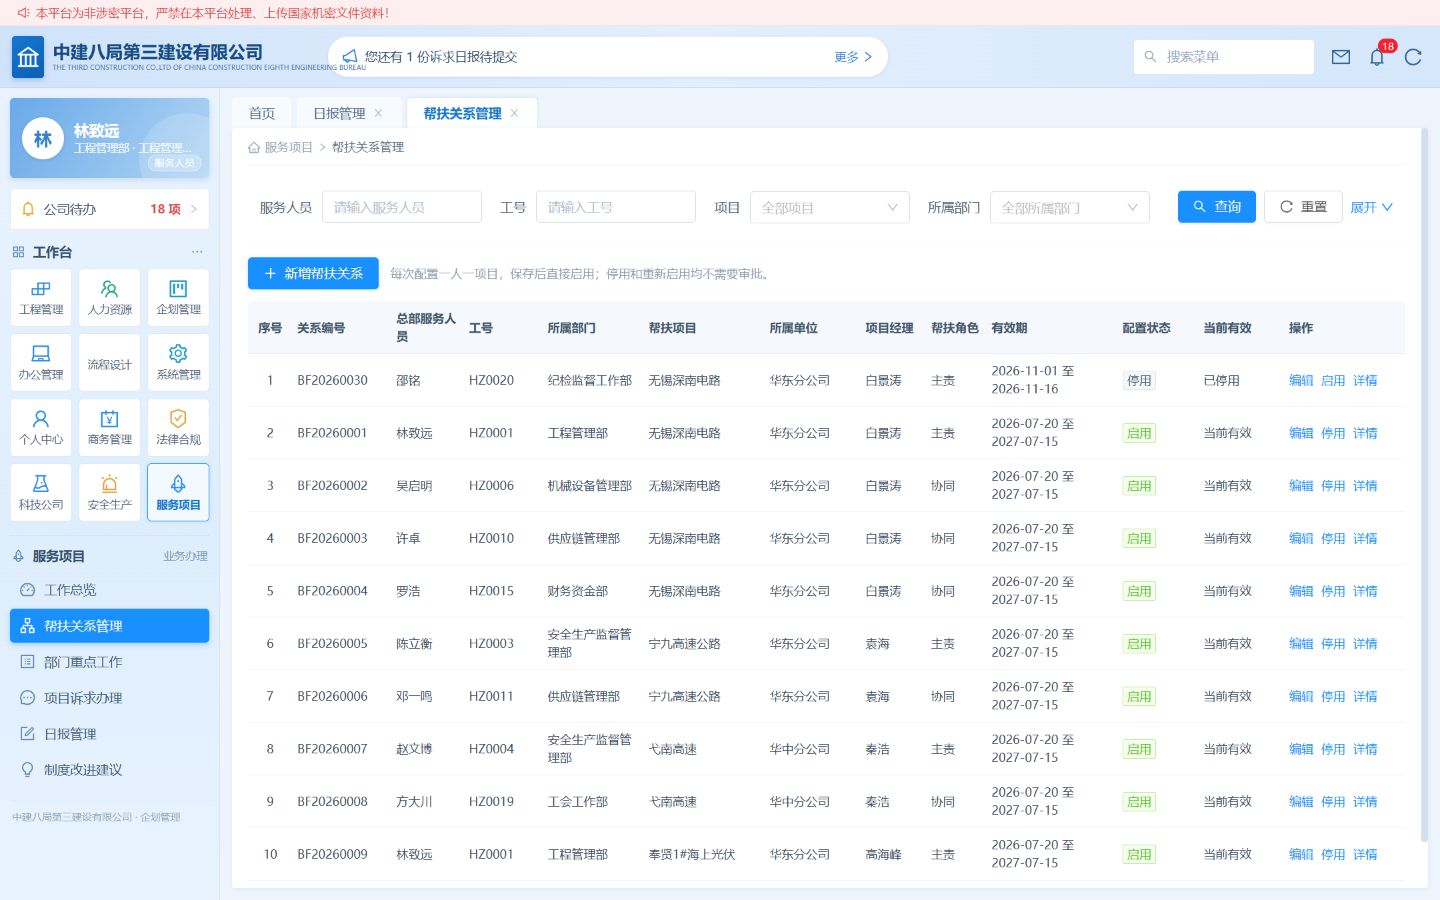 本平台为非涉密平台，严禁在本平台处理、上传国家机密文件资料！
中建八局第三建设有限公司
THE THIRD CONSTRUCTION CO.,LTD OF CHINA CONSTRUCTION EIGHTH ENGINEERING BUREAU
您还有 1 份诉求日报待提交
更多
搜索菜单
18
林
林致远
工程管理部 · 工程管理...
服务人员
公司待办
18 项
工作台
工程管理
人力资源
企划管理
办公管理
流程设计
系统管理
个人中心
商务管理
法律合规
科技公司
安全生产
服务项目
服务项目
业务办理
工作总览
帮扶关系管理
部门重点工作
项目诉求办理
日报管理
制度改进建议
中建八局第三建设有限公司 · 企划管理
首页
日报管理
帮扶关系管理
服务项目 > 帮扶关系管理
服务人员 请输入服务人员
工号 请输入工号
项目 全部项目
所属部门 全部所属部门
查询
重置
展开
新增帮扶关系
每次配置一人一项目，保存后直接启用；停用和重新启用均不需要审批。
序号 关系编号 总部服务人员 工号 所属部门 帮扶项目 所属单位 项目经理 帮扶角色 有效期 配置状态 当前有效 操作
1 BF20260030 邵铭 HZ0020 纪检监督工作部 无锡深南电路 华东分公司 白景涛 主责 2026-11-01 至 2026-11-16 停用 已停用 编辑 启用 详情
2 BF20260001 林致远 HZ0001 工程管理部 无锡深南电路 华东分公司 白景涛 主责 2026-07-20 至 2027-07-15 启用 当前有效 编辑 停用 详情
3 BF20260002 吴启明 HZ0006 机械设备管理部 无锡深南电路 华东分公司 白景涛 协同 2026-07-20 至 2027-07-15 启用 当前有效 编辑 停用 详情
4 BF20260003 许卓 HZ0010 供应链管理部 无锡深南电路 华东分公司 白景涛 协同 2026-07-20 至 2027-07-15 启用 当前有效 编辑 停用 详情
5 BF20260004 罗浩 HZ0015 财务资金部 无锡深南电路 华东分公司 白景涛 协同 2026-07-20 至 2027-07-15 启用 当前有效 编辑 停用 详情
6 BF20260005 陈立衡 HZ0003 安全生产监督管理部 宁九高速公路 华东分公司 袁海 主责 2026-07-20 至 2027-07-15 启用 当前有效 编辑 停用 详情
7 BF20260006 邓一鸣 HZ0011 供应链管理部 宁九高速公路 华东分公司 袁海 协同 2026-07-20 至 2027-07-15 启用 当前有效 编辑 停用 详情
8 BF20260007 赵文博 HZ0004 安全生产监督管理部 弋南高速 华中分公司 秦浩 主责 2026-07-20 至 2027-07-15 启用 当前有效 编辑 停用 详情
9 BF20260008 方大川 HZ0019 工会工作部 弋南高速 华中分公司 秦浩 协同 2026-07-20 至 2027-07-15 启用 当前有效 编辑 停用 详情
10 BF20260009 林致远 HZ0001 工程管理部 奉贤1#海上光伏 华东分公司 高海峰 主责 2026-07-20 至 2027-07-15 启用 当前有效 编辑 停用 详情